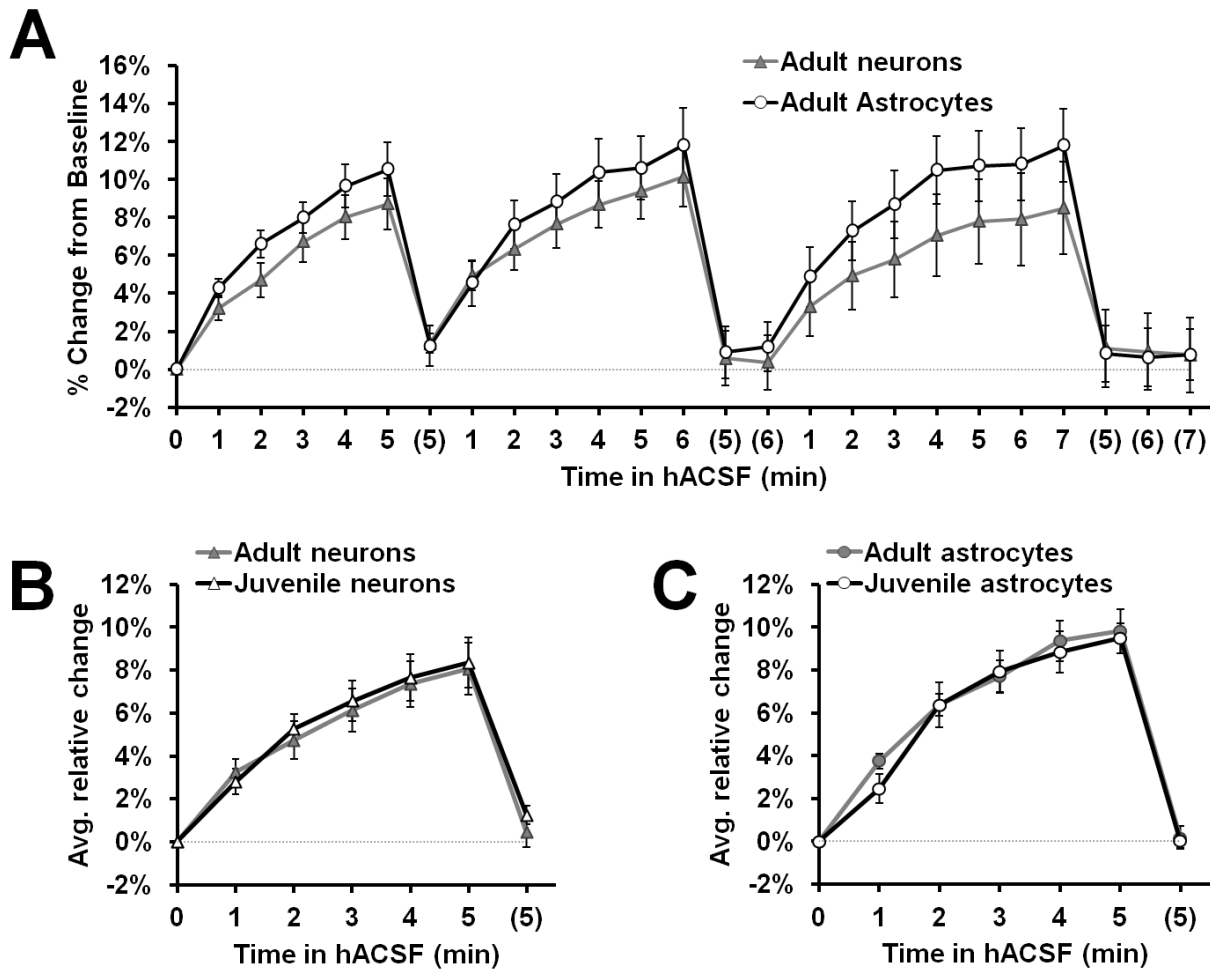 A
% Change from Baseline
16%
14%
12%
10%
8%
6%
4%
2%
0%
-2%
Adult neurons
Adult Astrocytes
0 1 2 3 4 5 (5) 1 2 3 4 5 6 (5) (6) 1 2 3 4 5 6 7 (5) (6) (7)
Time in hACSF (min)
B
Adult neurons
Juvenile neurons
Avg. relative change
12%
10%
8%
6%
4%
2%
0%
-2%
0 1 2 3 4 5 (5)
Time in hACSF (min)
C
Adult astrocytes
Juvenile astrocytes
Avg. relative change
12%
10%
8%
6%
4%
2%
0%
-2%
0 1 2 3 4 5 (5)
Time in hACSF (min)